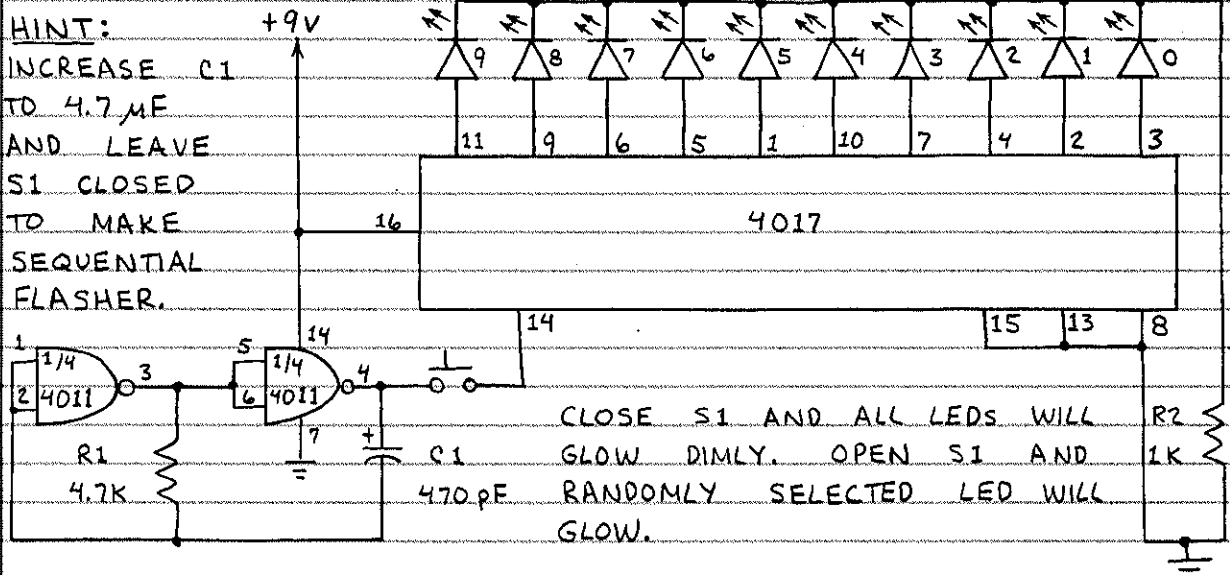 HINT:
INCREASE C1
TO 4.7 µF
AND LEAVE
S1 CLOSED
TO MAKE
SEQUENTIAL
FLASHER.
+9V
9 8 7 6 5 4 3 2 1 0
11 9 6 5 1 10 7 4 2 3
16
4017
14 15 13 8
1
2
1/4
4011
3
5
6
1/4
4011
14
4
7
R1
4.7K
+
C1
470 pF
CLOSE S1 AND ALL LEDs WILL
GLOW DIMLY. OPEN S1 AND
RANDOMLY SELECTED LED WILL
GLOW.
R2
1K